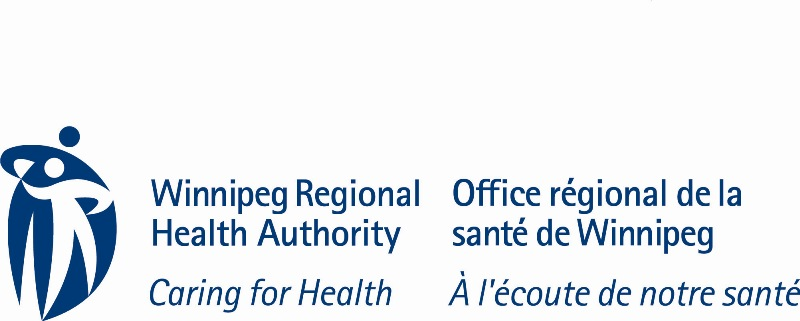 Winnipeg Regional
Health Authority
Caring for Health
Office régional de la
santé de Winnipeg
À l'écoute de notre santé